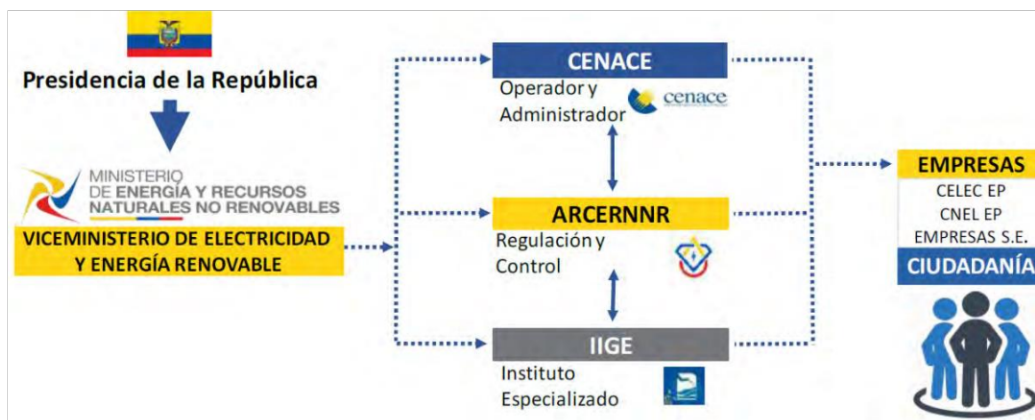 Presidencia de la República
MINISTERIO
DE ENERGÍA Y RECURSOS
NATURALES NO RENOVABLES
VICEMINISTERIO DE ELECTRICIDAD
Y ENERGÍA RENOVABLE
CENACE
Operador y
Administrador
cenace
ARCERNNR
Regulación y
Control
IIGE
Instituto
Especializado
EMPRESAS
CELEC EP
CNEL EP
EMPRESAS S.E.
CIUDADANÍA